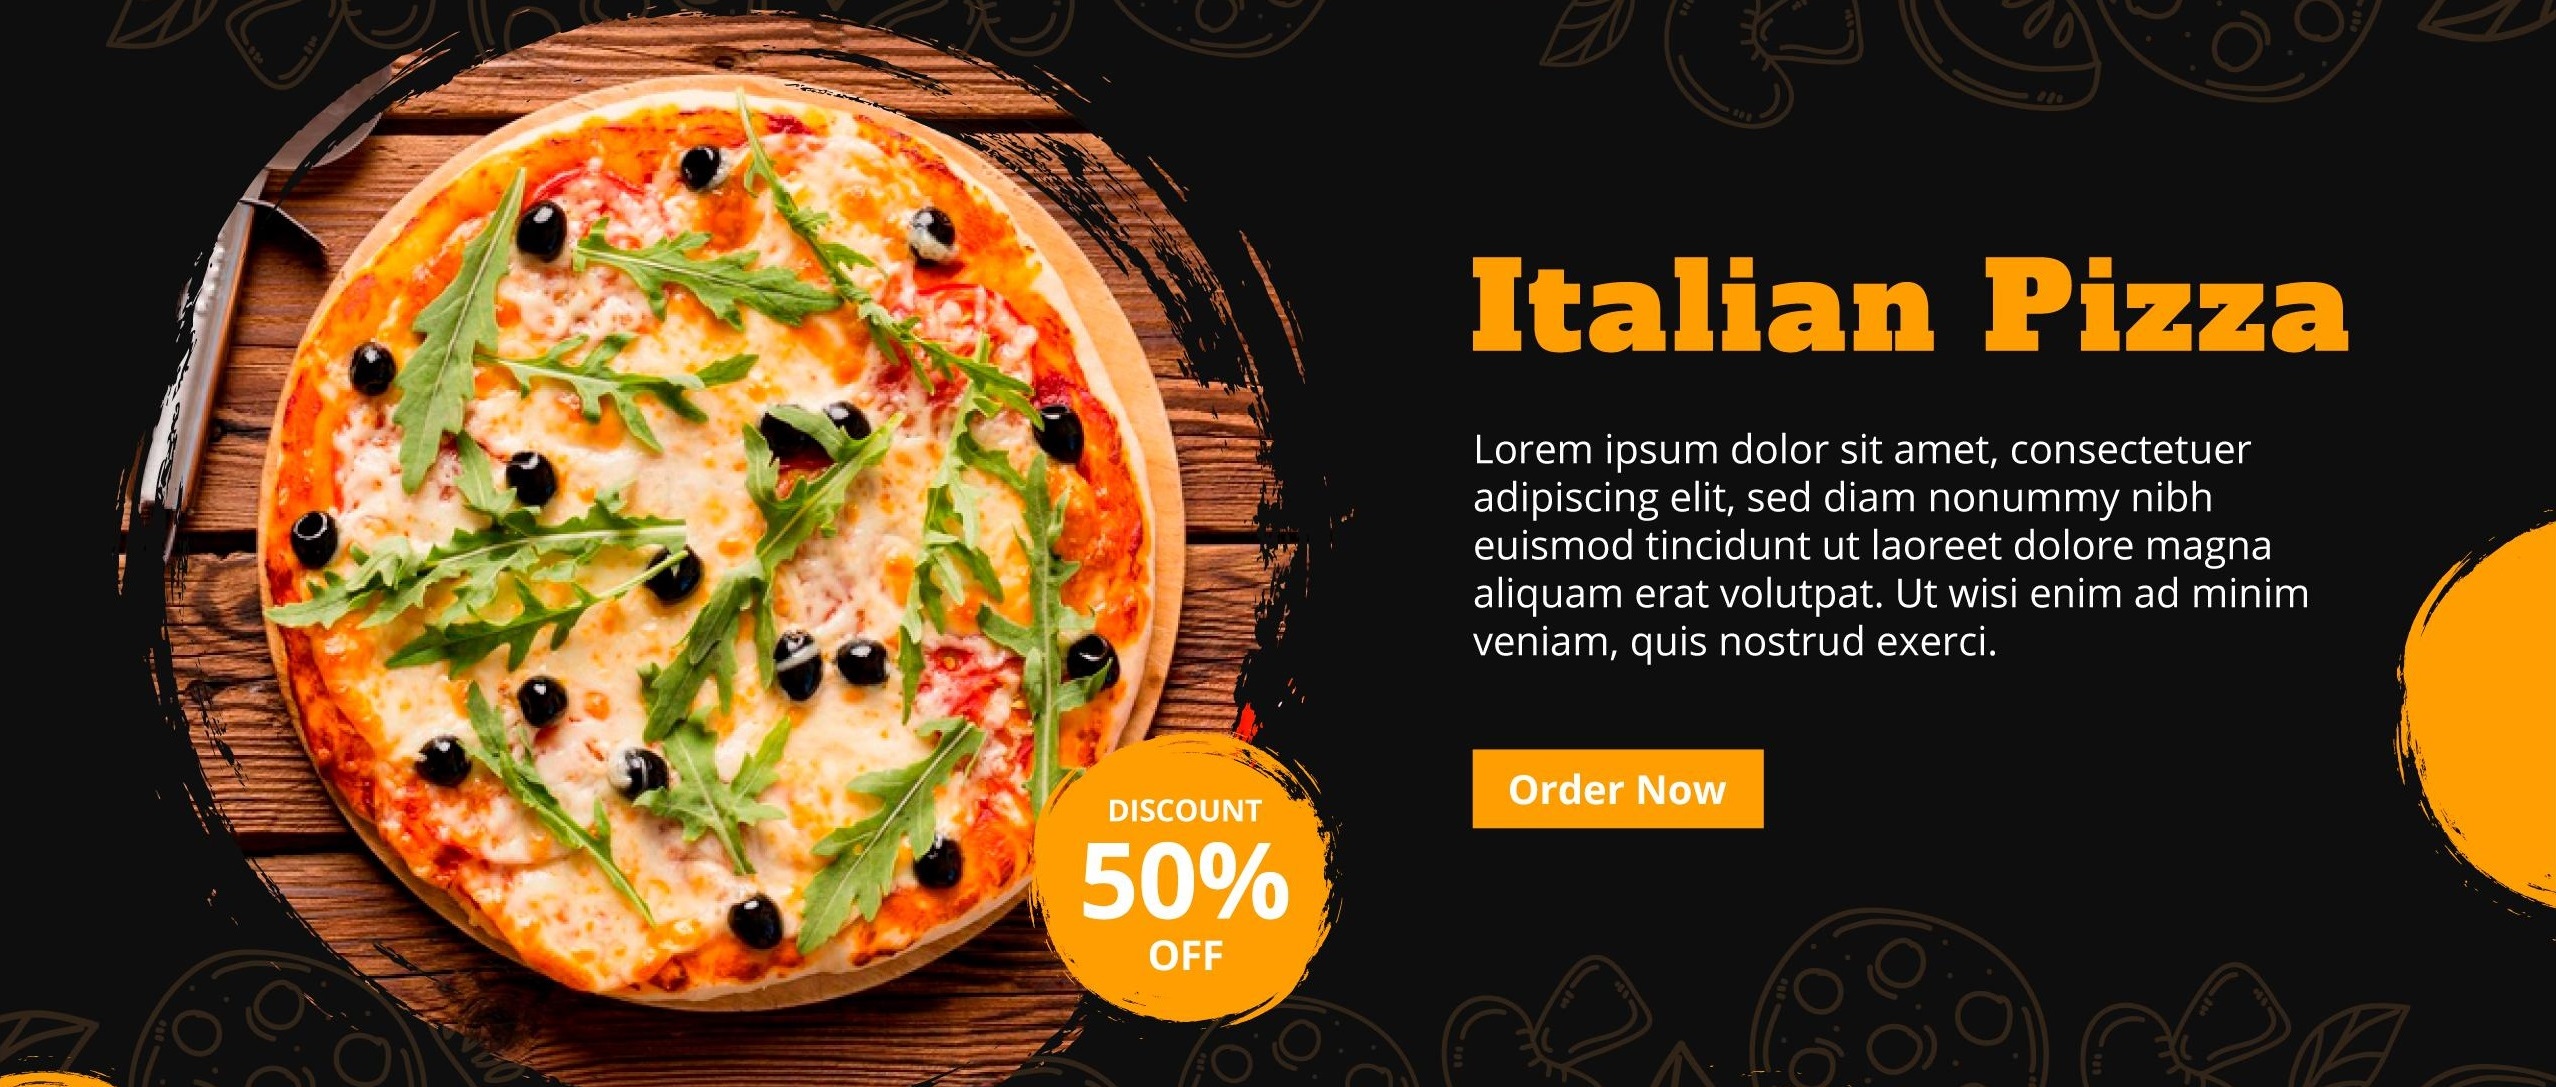 Italian Pizza
Lorem ipsum dolor sit amet, consectetuer
adipiscing elit, sed diam nonummy nibh
euismod tincidunt ut laoreet dolore magna
aliquam erat volutpat. Ut wisi enim ad minim
veniam, quis nostrud exerci.
Order Now
DISCOUNT
50%
OFF